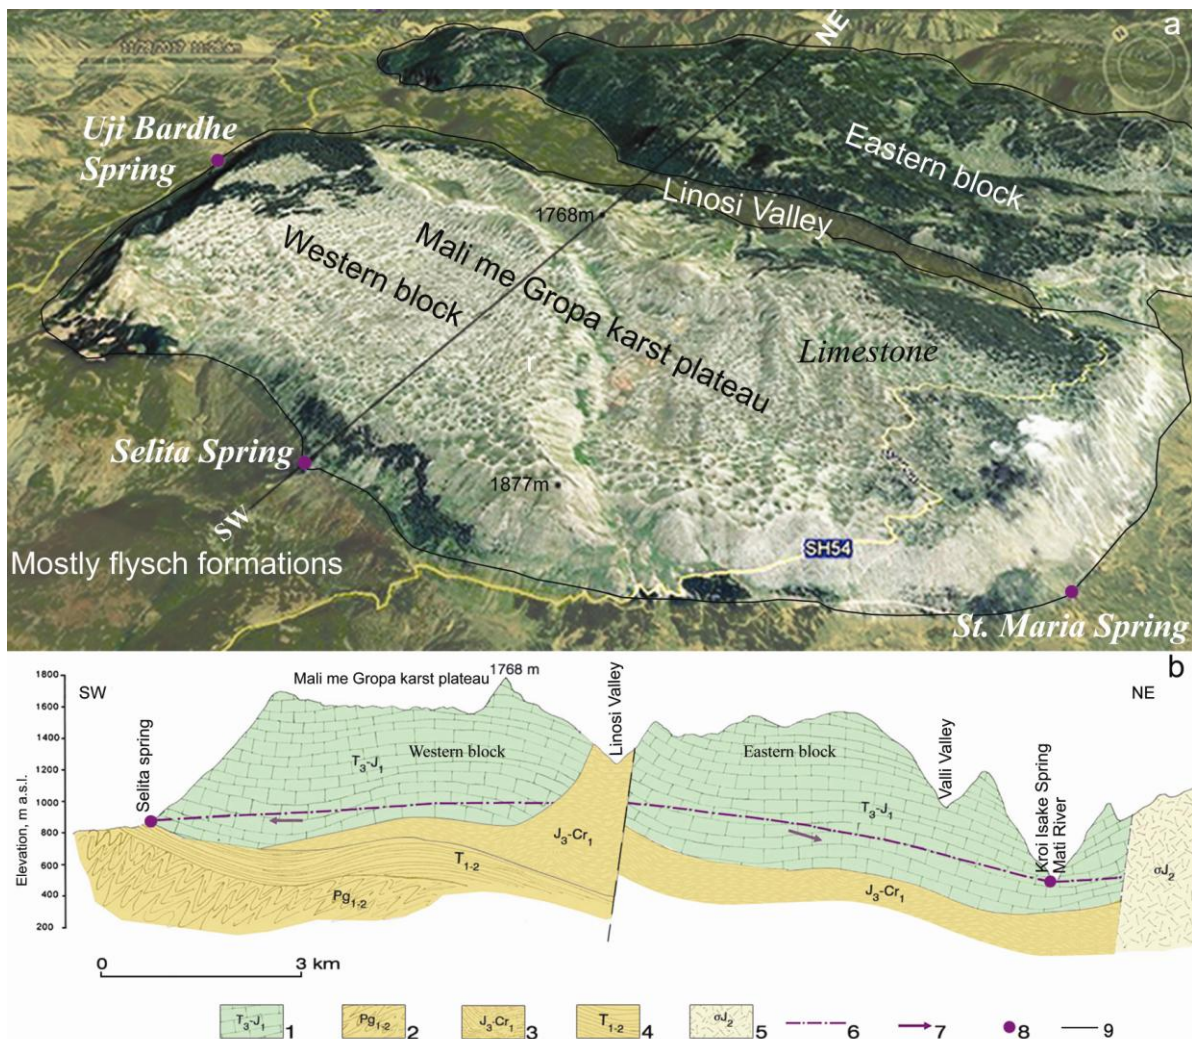 a
NE
Uji Bardhe
Spring
Eastern block
Linosi Valley
1768m
Mali me Gropa karst plateau
Western block
Limestone
r
Selita Spring
1877m
SW
Mostly flysch formations
SH54
St. Maria Spring
b
SW
Mali me Gropa karst plateau
1768 m
Linosi Valley
NE
Elevation, m a.s.l.
1800
1600
1400
1200
1000
800
600
400
200
Selita spring
Western block
T3-J1
Eastern block
Valli Valley
T3-J1
Kroi Isake Spring
Mati River
J3-Cr1
T1-2
Pg1-2
J3-Cr1
σJ2
0 3 km
T3-J1 1
Pg1-2 2
J3-Cr1 3
T1-2 4
σJ2 5
6
7
8
9